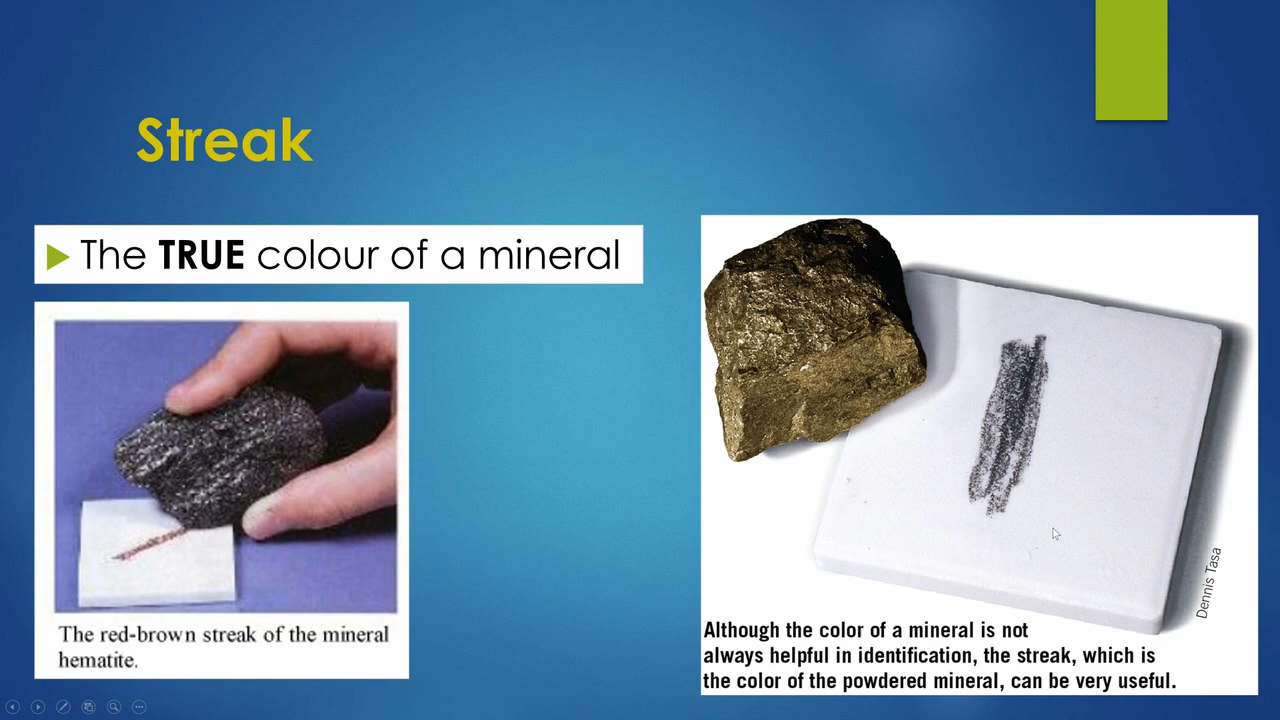 Streak
The TRUE colour of a mineral
The red-brown streak of the mineral
hematite.
Dennis Tasa
Although the color of a mineral is not
always helpful in identification, the streak, which is
the color of the powdered mineral, can be very useful.